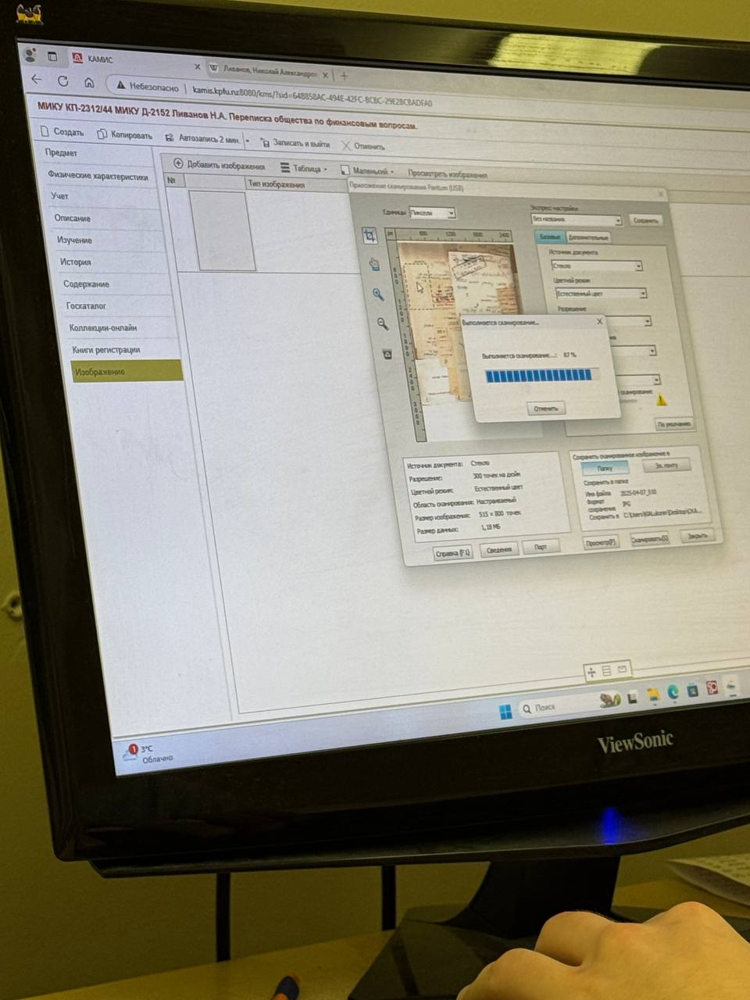 КАМИС
Ливанов, Николай Александров
Небезопасно
kamis.kpfu.ru:8080/kms/?sid=64B858AC-494E-42FC-BCBC-29E2BCBADFA0
МИКУ КП-2312/44 МИКУ Д-2152 Ливанов Н.А. Переписка общества по финансовым вопросам.
Создать Копировать Автозапись 2 мин. Записать и выйти Отменить
Предмет
Физические характеристики
Учет
Описание
Изучение
История
Содержание
Госкаталог
Коллекции-онлайн
Книги регистрации
Изображение
Добавить изображения Таблица Маленький Просмотреть изображения
№ Тип изображения
Приложение сканирования Pantum (USB)
Единицы Пиксели
Экспресс-настройки
Без названия Сохранить
Базовые Дополнительные
Источник документа
Стекло
Цветной режим
Естественный цвет
Разрешение
Выполняется сканирование...
Выполняется сканирование...: 87 %
Отменить
сканирование
По умолчанию
Источник документа: Стекло
Разрешение: 300 точек на дюйм
Цветной режим: Естественный цвет
Область сканирования: Настраиваемый
Размер изображения: 515 × 800 точек
Размер данных: 1,18 МБ
Сохранить сканированное изображение в
Папку Эл. почту
Сохранить в папке
Имя файла 2025-04-07_010
Формат сохранения JPG
Сохранить в
Справка (F1) Сведения Порт Просмотр(P) Сканировать(S) Закрыть
Поиск
1
3°C
Облачно
ViewSonic